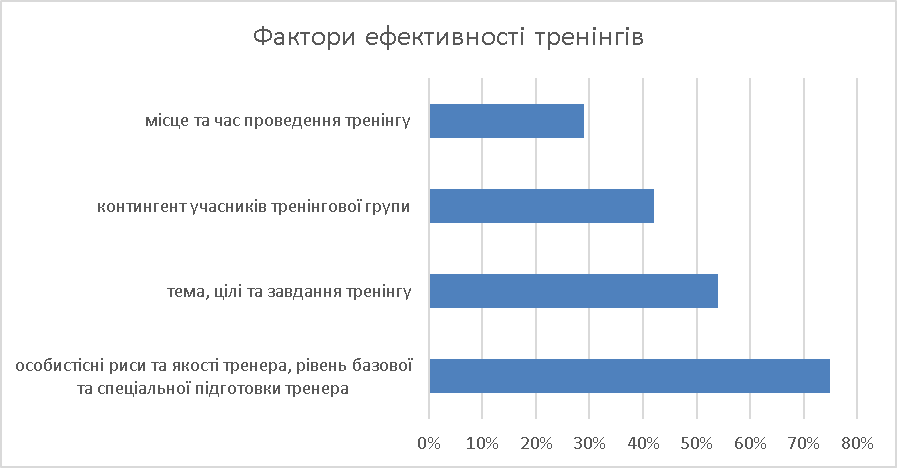 Фактори ефективності тренінгів
місце та час проведення тренінгу
контингент учасників тренінгової групи
тема, цілі та завдання тренінгу
особистісні риси та якості тренера, рівень базової
та спеціальної підготовки тренера
0% 10% 20% 30% 40% 50% 60% 70% 80%